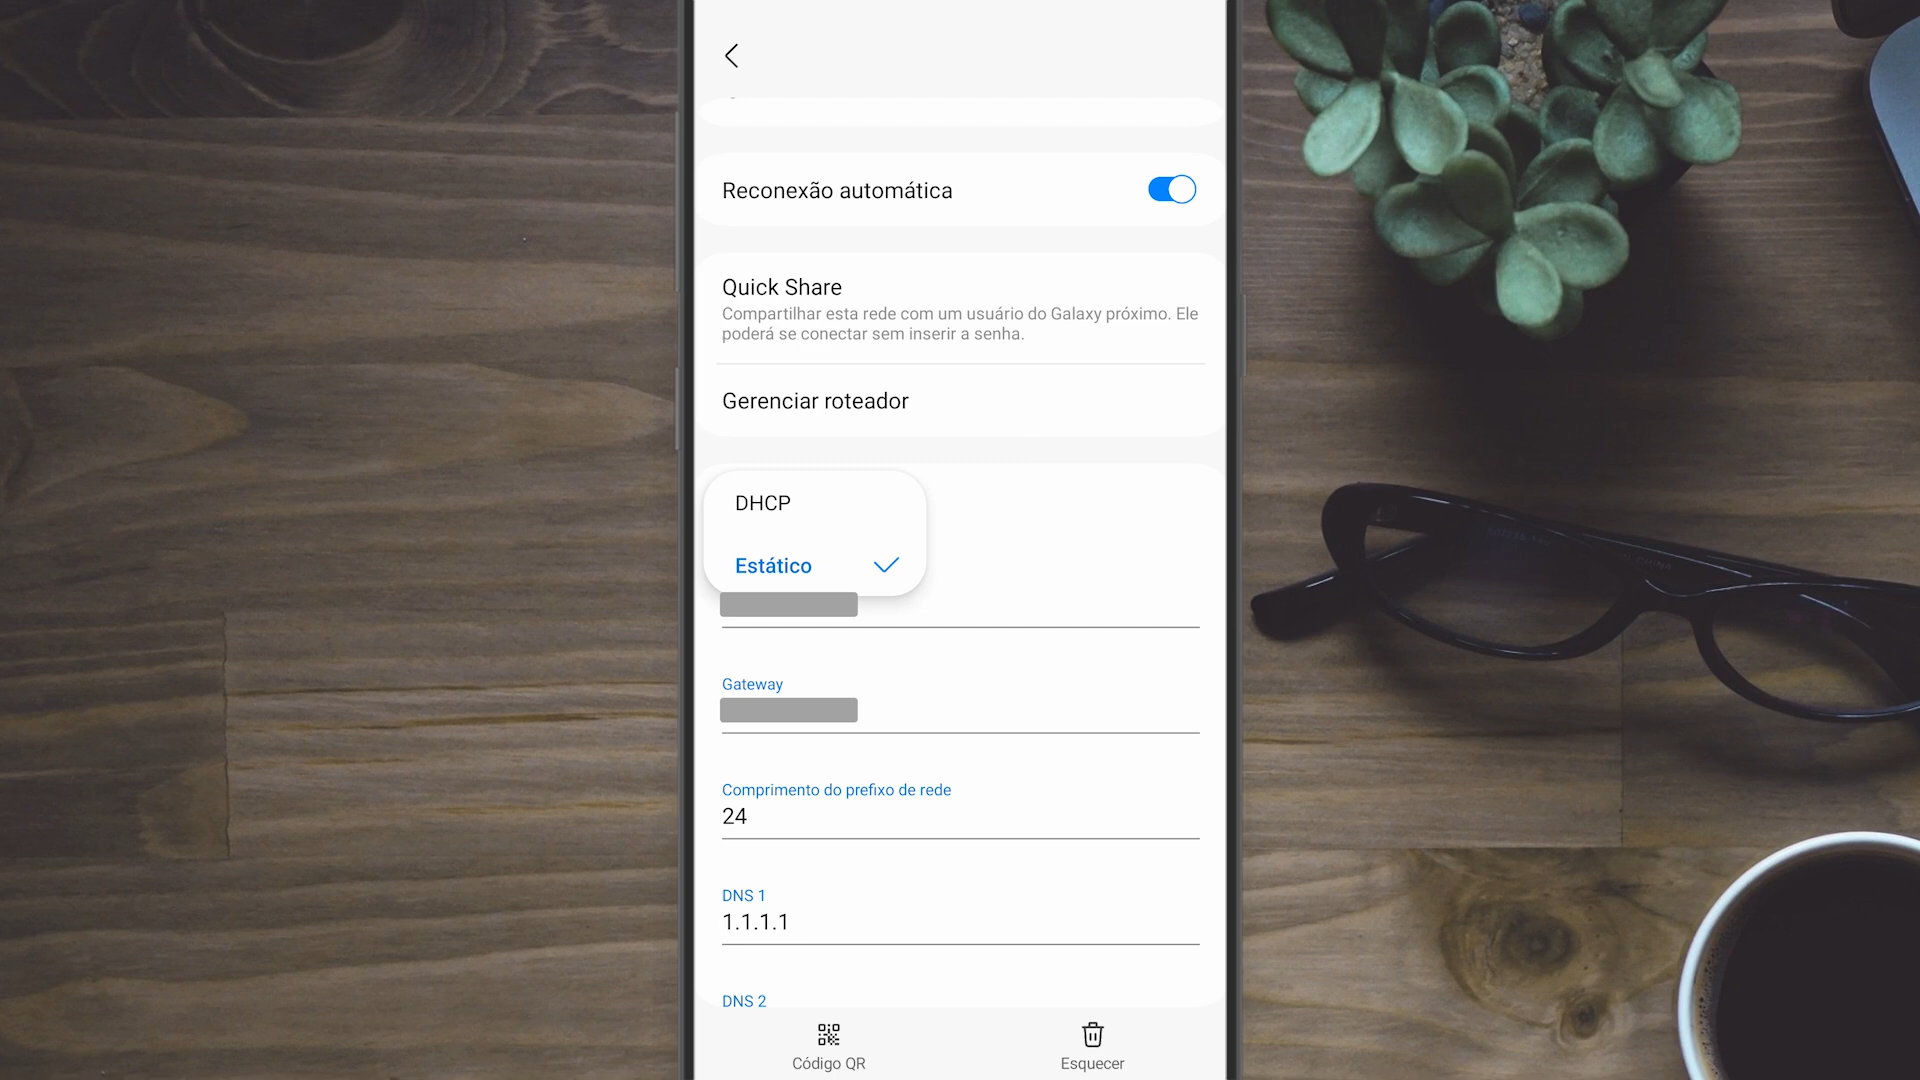 Reconexão automática
Quick Share
Compartilhar esta rede com um usuário do Galaxy próximo. Ele
poderá se conectar sem inserir a senha.
Gerenciar roteador
DHCP
Estático
Gateway
Comprimento do prefixo de rede
24
DNS 1
1.1.1.1
DNS 2
Código QR
Esquecer